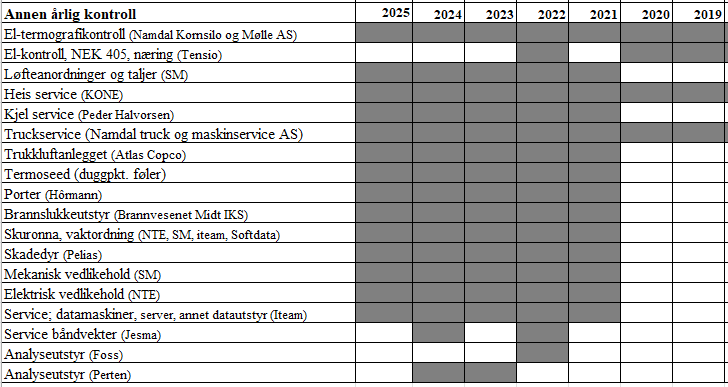 Annen årlig kontroll 2025 2024 2023 2022 2021 2020 2019
El-termografikontroll (Namdal Kornsilo og Mølle AS)
El-kontroll, NEK 405, næring (Tensio)
Løfteanordninger og taljer (SM)
Heis service (KONE)
Kjel service (Peder Halvorsen)
Truckservice (Namdal truck og maskinservice AS)
Trukkluftanlegget (Atlas Copco)
Termoseed (duggpkt. føler)
Porter (Hôrmann)
Brannslukkeutstyr (Brannvesenet Midt IKS)
Skuronna, vaktordning (NTE, SM, iteam, Softdata)
Skadedyr (Pelias)
Mekanisk vedlikehold (SM)
Elektrisk vedlikehold (NTE)
Service; datamaskiner, server, annet datautstyr (Iteam)
Service båndvekter (Jesma)
Analyseutstyr (Foss)
Analyseutstyr (Perten)